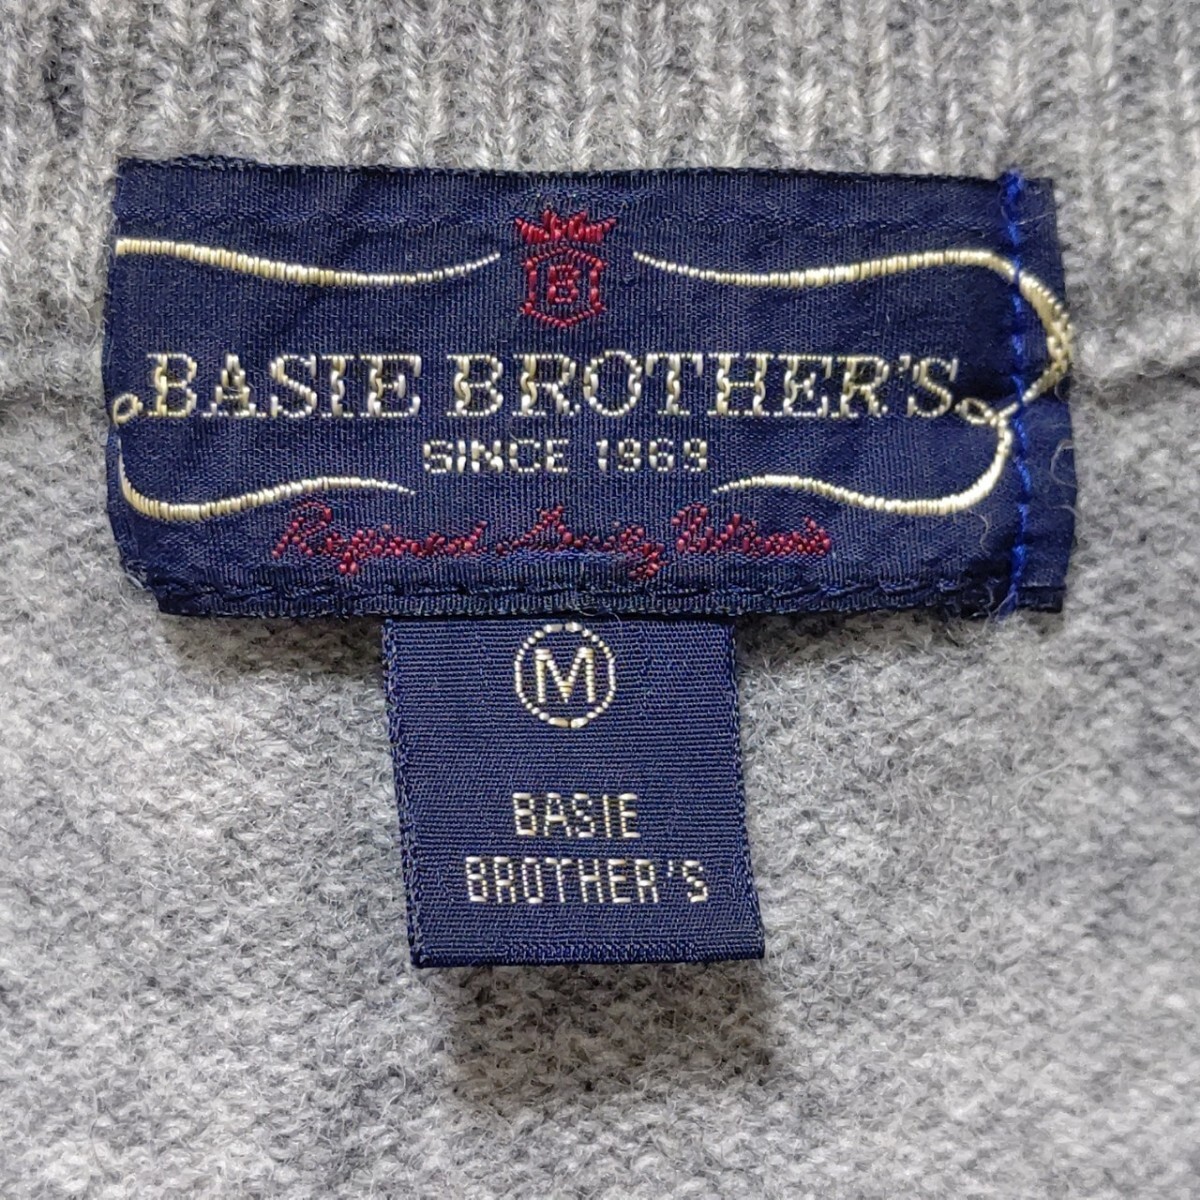 B
BASIE BROTHER'S
SINCE 1969
M
BASIE
BROTHER'S